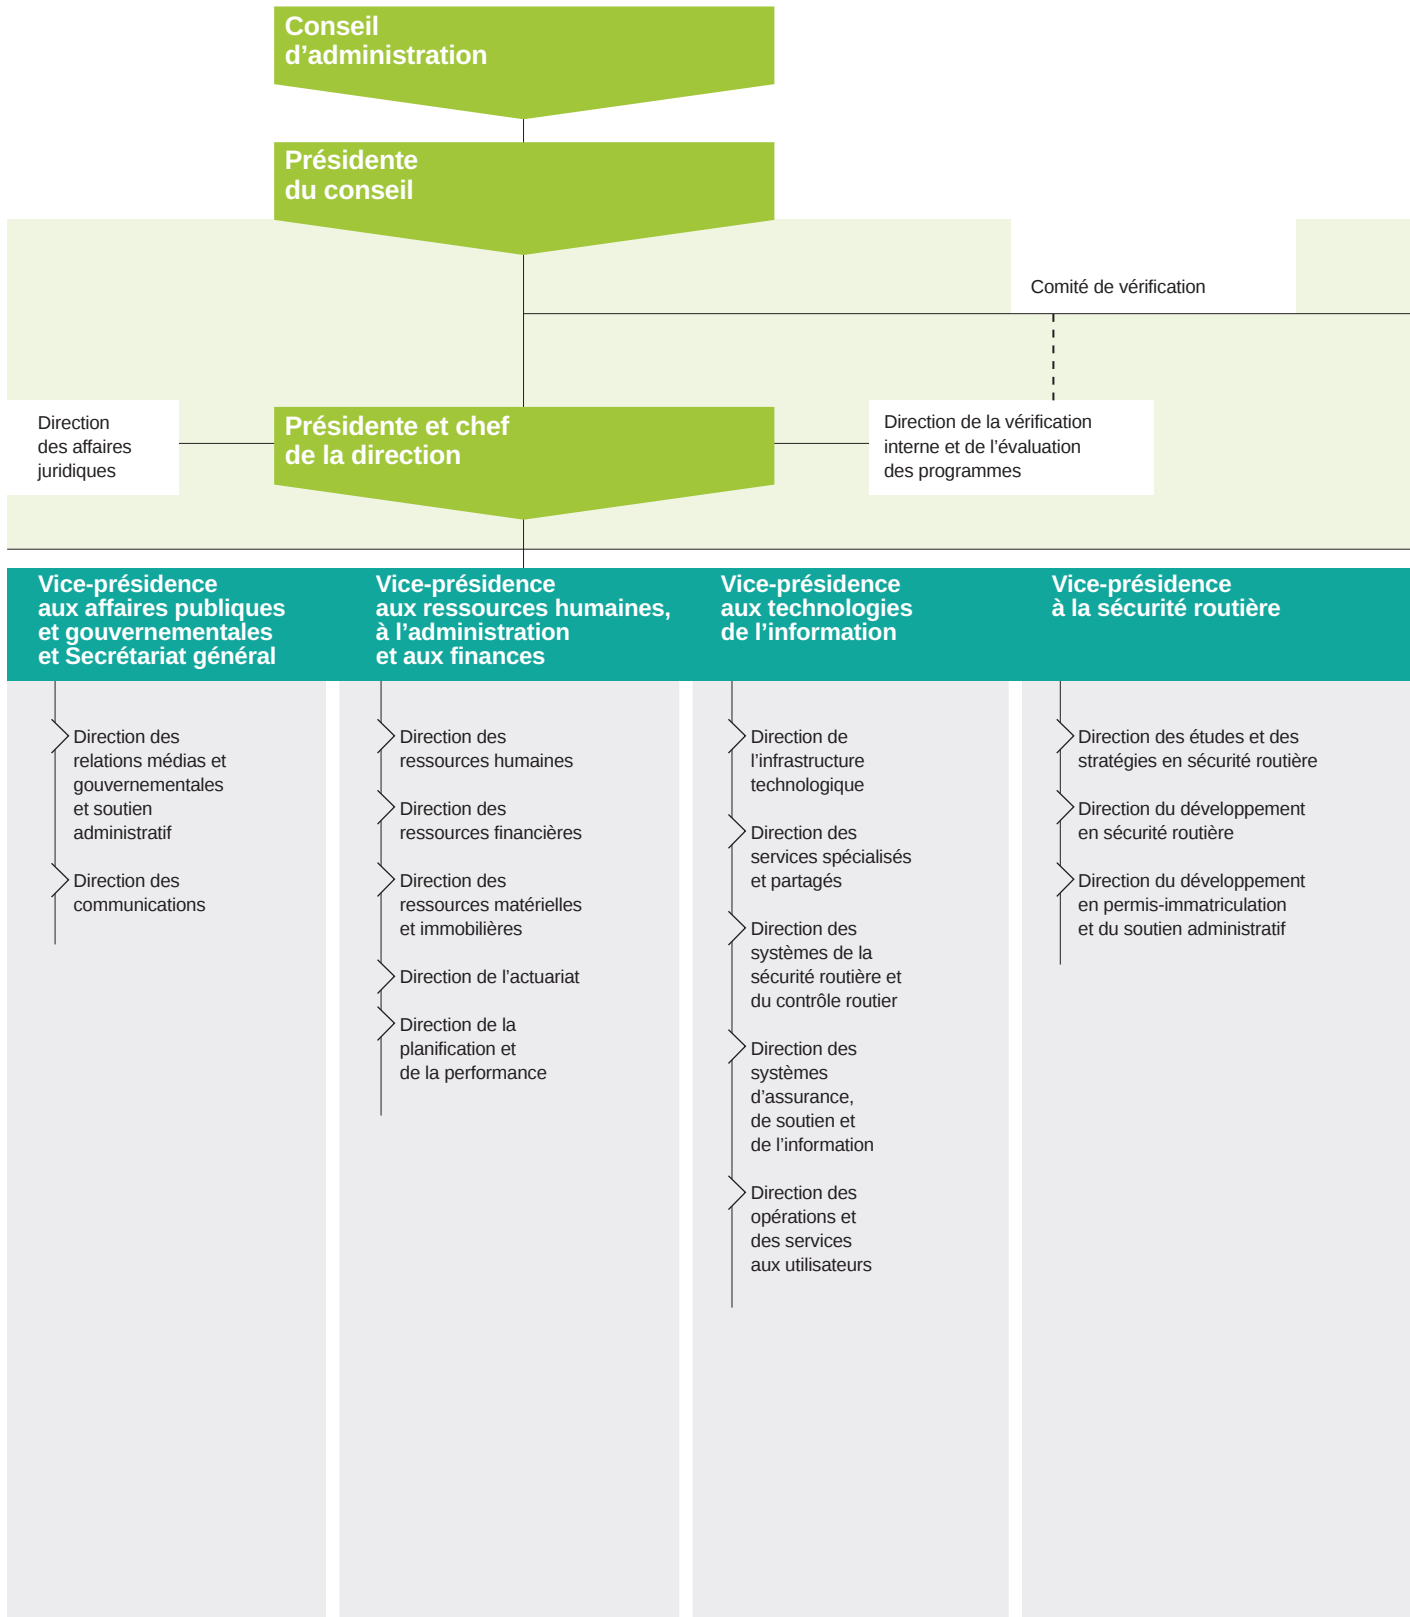 Conseil
d’administration
Présidente
du conseil
Comité de vérification
Direction
des affaires
juridiques
Présidente et chef
de la direction
Direction de la vérification
interne et de l’évaluation
des programmes
Vice-présidence
aux affaires publiques
et gouvernementales
et Secrétariat général
Direction des
relations médias et
gouvernementales
et soutien
administratif
Direction des
communications
Vice-présidence
aux ressources humaines,
à l’administration
et aux finances
Direction des
ressources humaines
Direction des
ressources financières
Direction des
ressources matérielles
et immobilières
Direction de l’actuariat
Direction de la
planification et
de la performance
Vice-présidence
aux technologies
de l’information
Direction de
l’infrastructure
technologique
Direction des
services spécialisés
et partagés
Direction des
systèmes de la
sécurité routière et
du contrôle routier
Direction des
systèmes
d’assurance,
de soutien et
de l’information
Direction des
opérations et
des services
aux utilisateurs
Vice-présidence
à la sécurité routière
Direction des études et des
stratégies en sécurité routière
Direction du développement
en sécurité routière
Direction du développement
en permis-immatriculation
et du soutien administratif